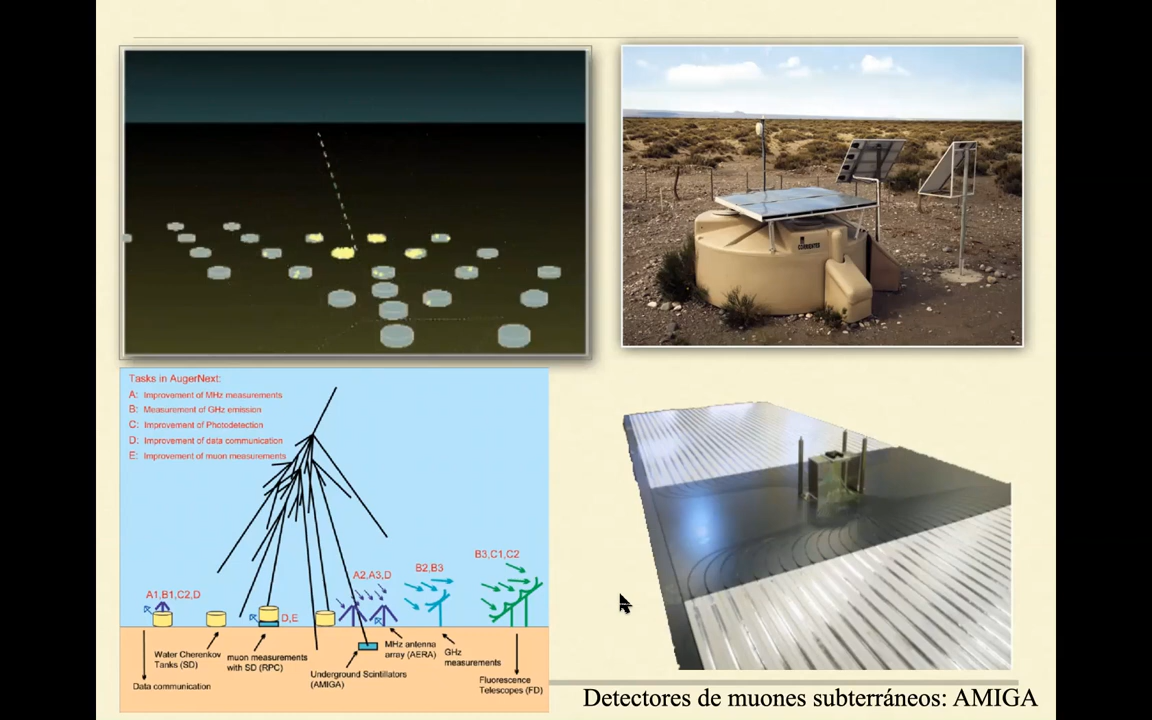 CORRIENTES
Tasks in AugerNext:
A: Improvement of MHz measurements
B: Measurement of GHz emission
C: Improvement of Photodetection
D: Improvement of data communication
E: Improvement of muon measurements
B3,C1,C2
B2,B3
A2,A3,D
A1,B1,C2,D
D,E
Water Cherenkov
Tanks (SD)
muon measurements
with SD (RPC)
MHz antenna
array (AERA)
GHz
measurements
Underground Scintillators
(AMIGA)
Fluorescence
Telescopes (FD)
Data communication
Detectores de muones subterráneos: AMIGA